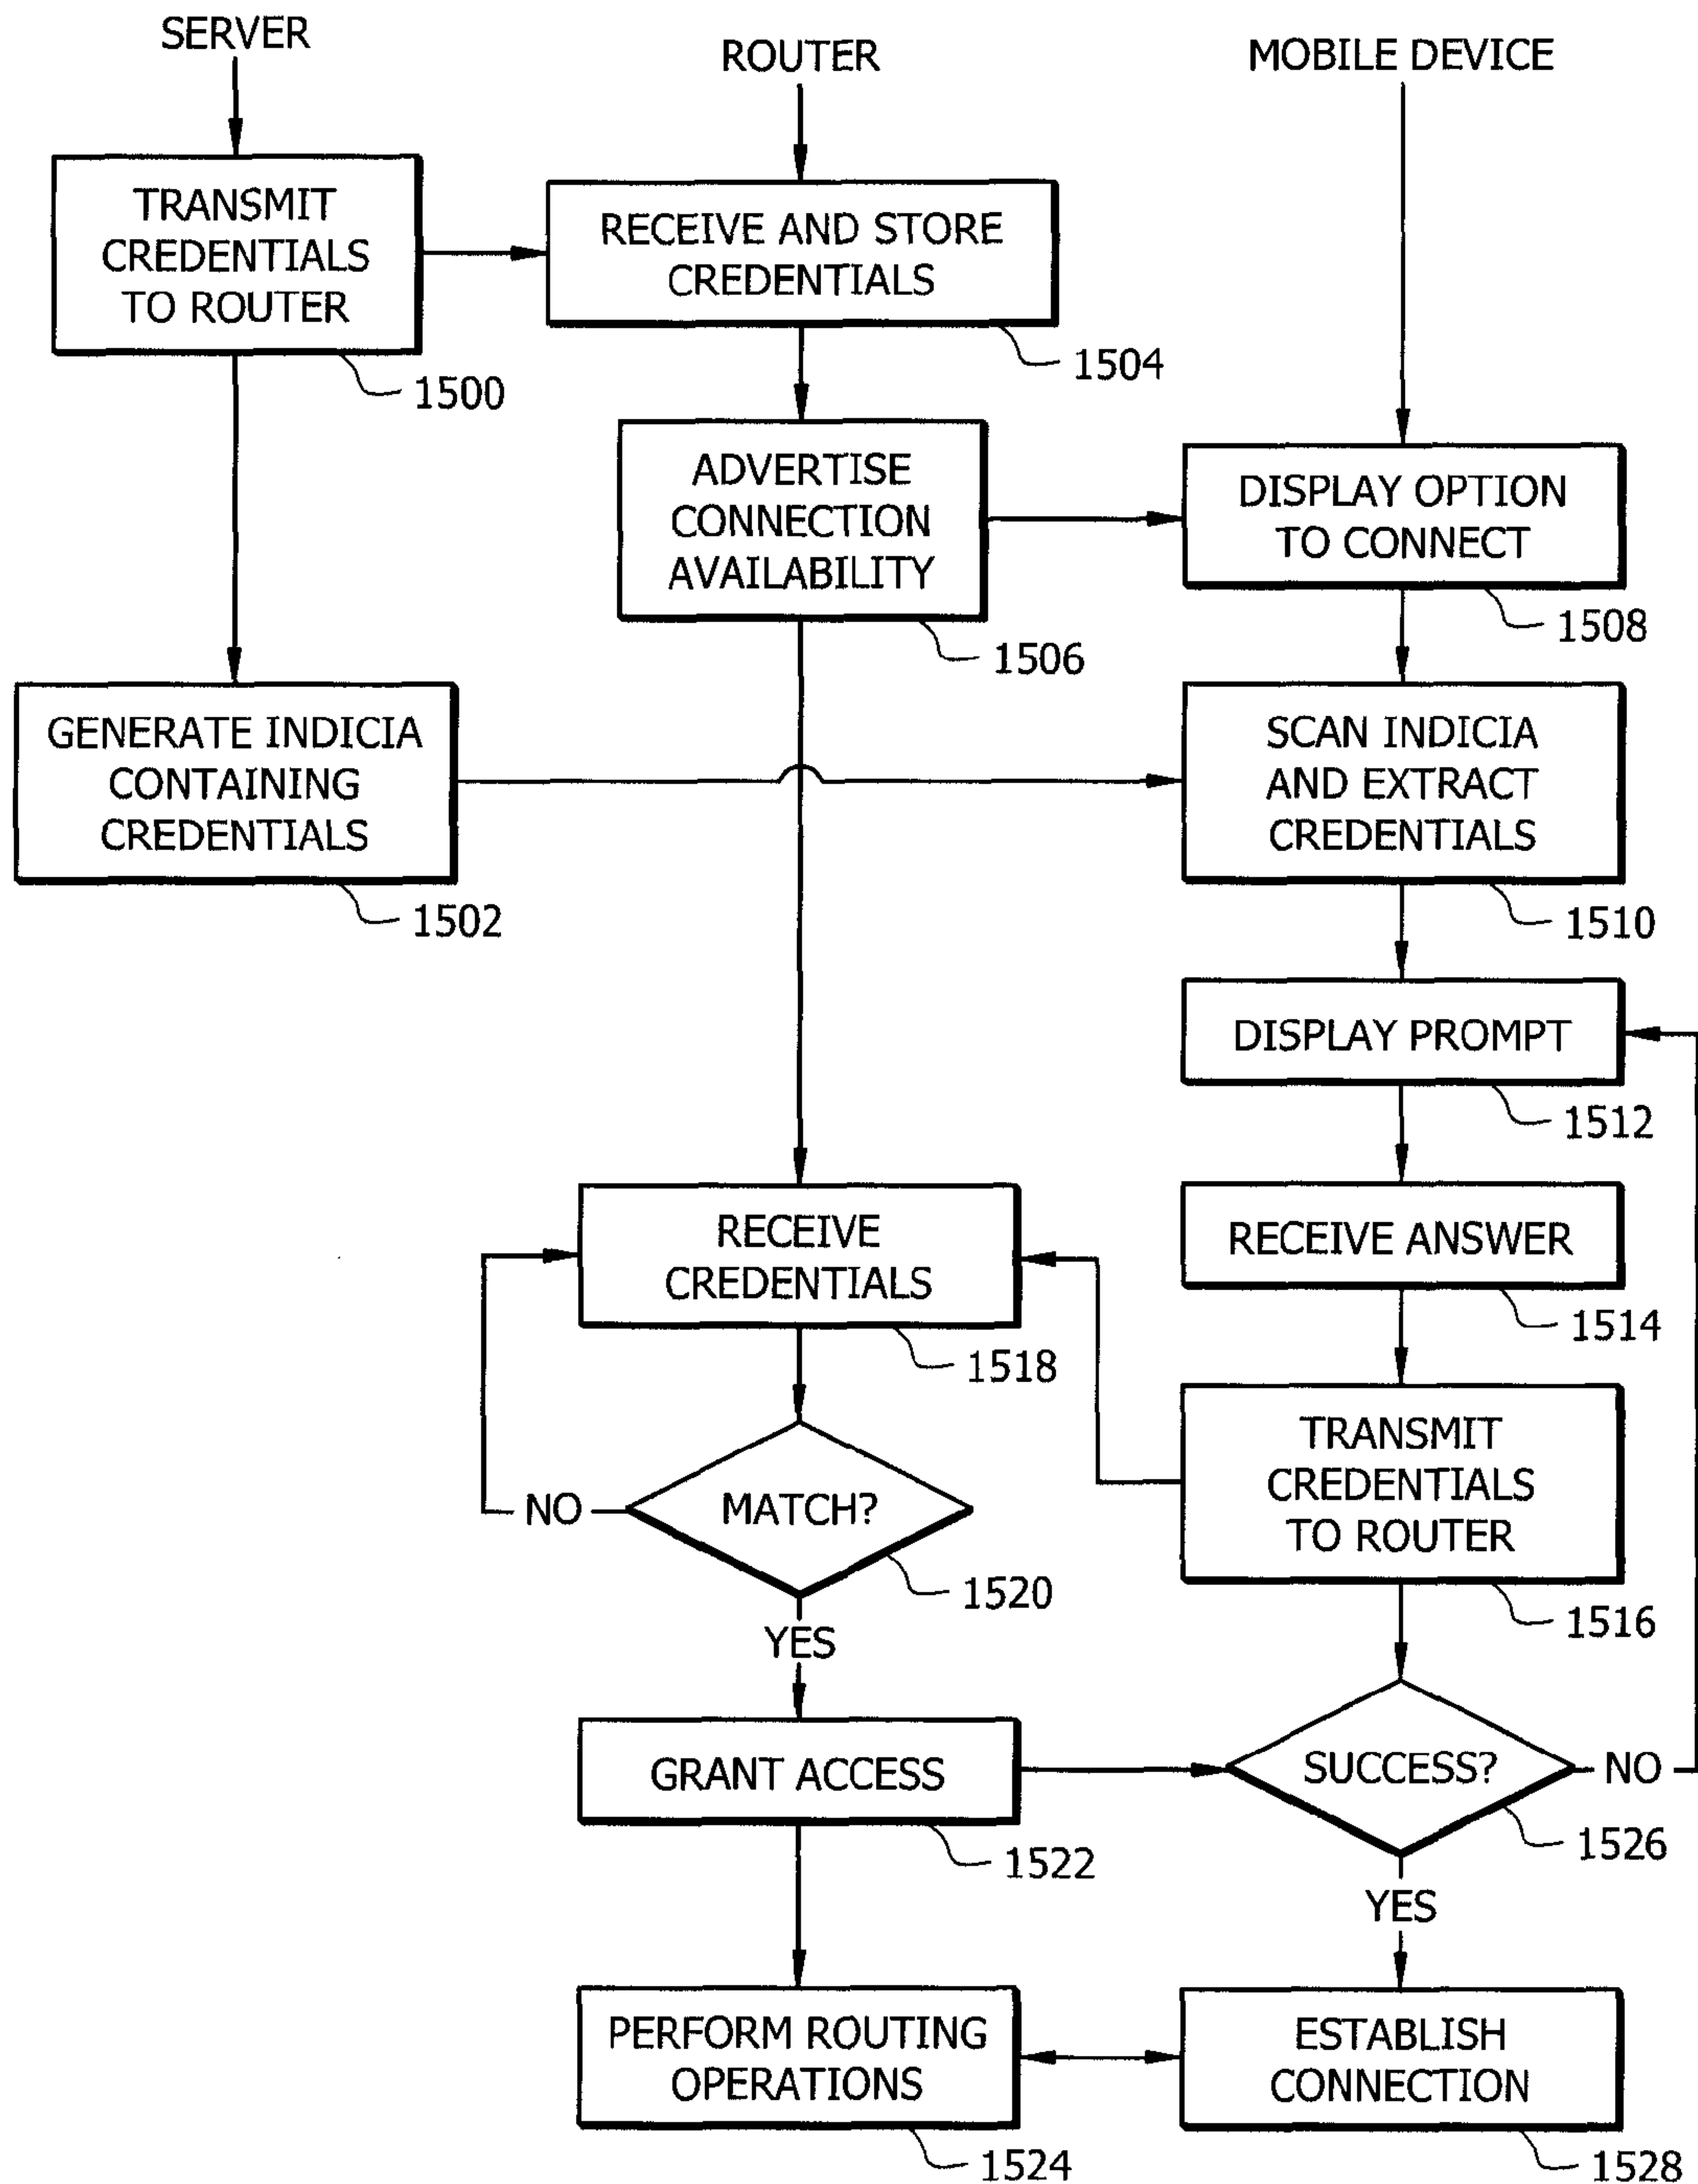 SERVER
ROUTER
MOBILE DEVICE
TRANSMIT
CREDENTIALS
TO ROUTER
1500
RECEIVE AND STORE
CREDENTIALS
1504
ADVERTISE
CONNECTION
AVAILABILITY
1506
DISPLAY OPTION
TO CONNECT
1508
GENERATE INDICIA
CONTAINING
CREDENTIALS
1502
SCAN INDICIA
AND EXTRACT
CREDENTIALS
1510
DISPLAY PROMPT
1512
RECEIVE ANSWER
1514
RECEIVE
CREDENTIALS
1518
TRANSMIT
CREDENTIALS
TO ROUTER
1516
MATCH?
NO
1520
YES
GRANT ACCESS
1522
SUCCESS?
NO
1526
YES
PERFORM ROUTING
OPERATIONS
1524
ESTABLISH
CONNECTION
1528